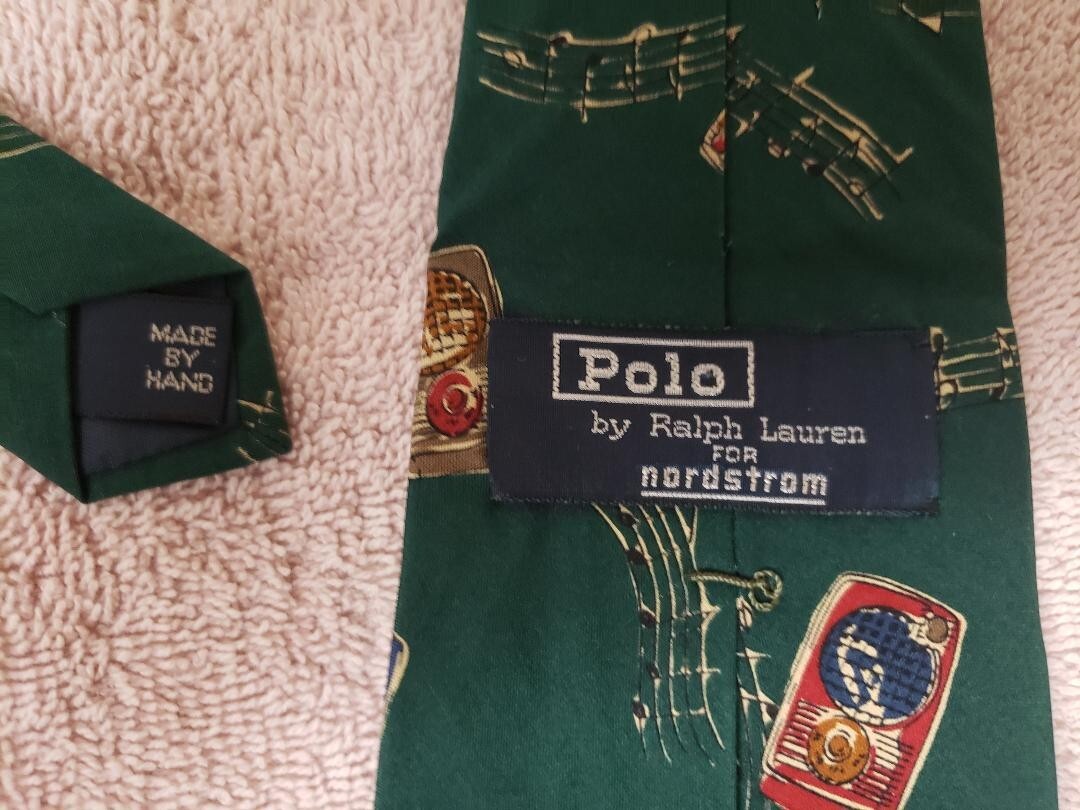 MADE
BY
HAND
Polo
by Ralph Lauren
FOR
nordstrom